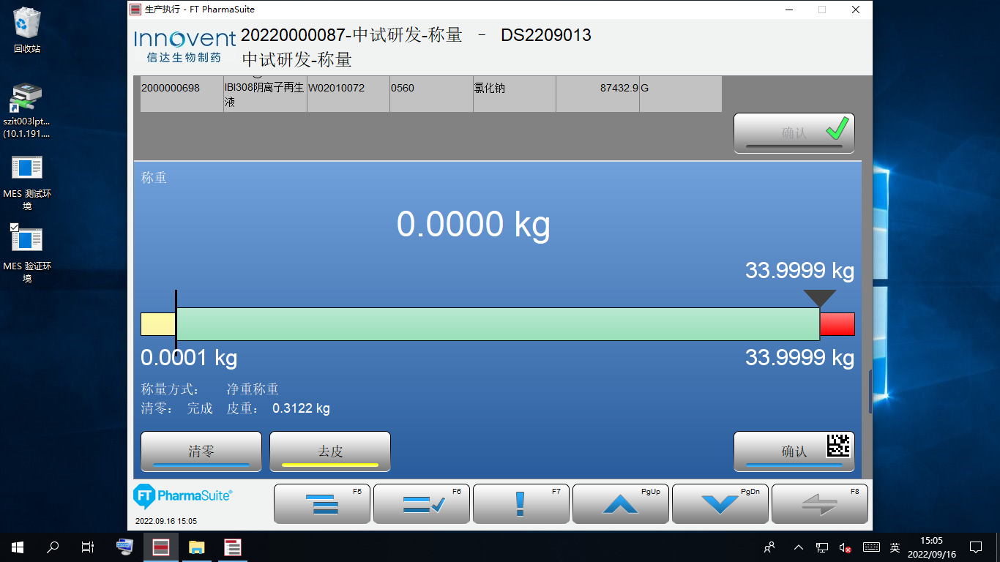 生产执行 - FT PharmaSuite
回收站
szit003lpt...
(10.1.191....
MES 测试环
境
MES 验证环
境
Innovent
信达生物制药
20220000087-中试研发-称量 - DS2209013
中试研发-称量
2000000698
IBI308阴离子再生
液
W02010072
0560
氯化钠
87432.9
G
确认
称重
0.0000 kg
33.9999 kg
0.0001 kg
33.9999 kg
称量方式: 净重称重
清零: 完成 皮重: 0.3122 kg
清零
去皮
确认
FT PharmaSuite®
2022.09.16 15:05
F5
F6
F7
PgUp
PgDn
F8
英
15:05
2022/09/16